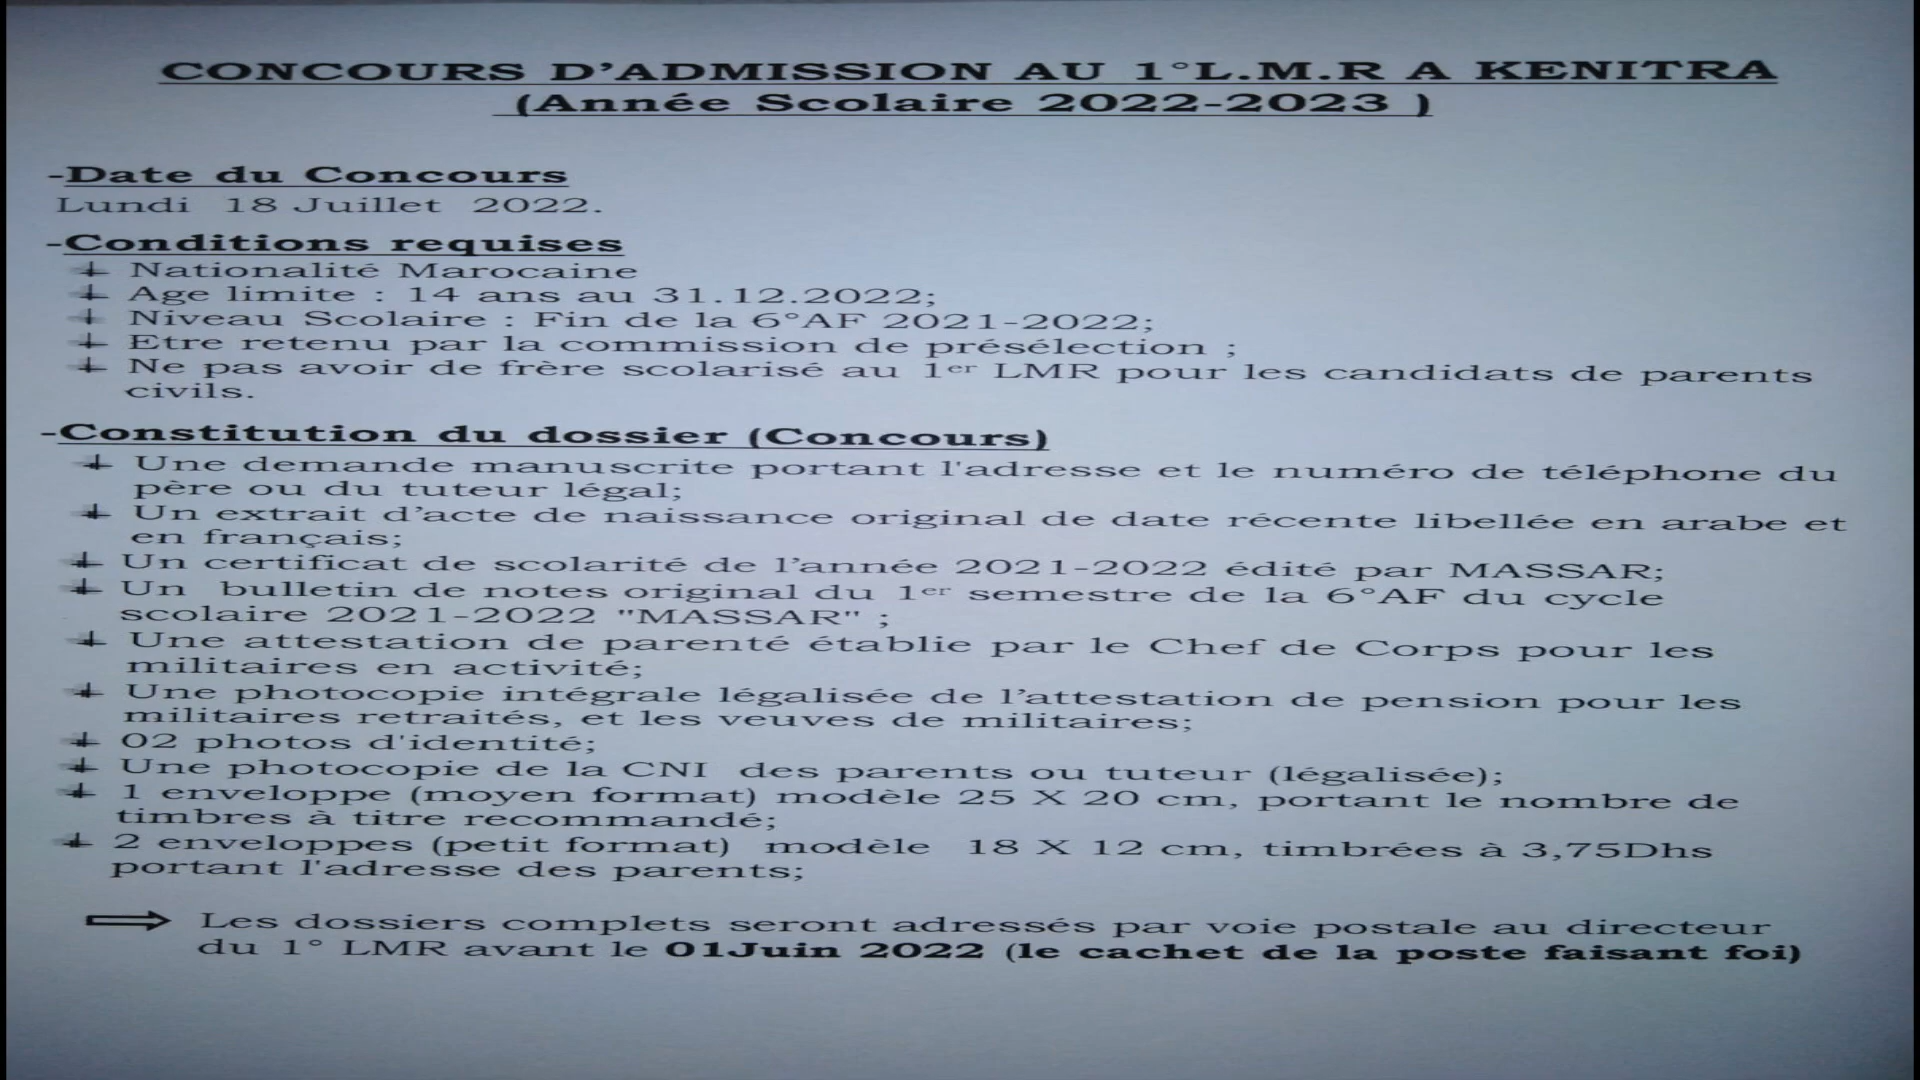 CONCOURS D'ADMISSION AU 1°L.M.R A KENITRA
(Année Scolaire 2022-2023 )
-Date du Concours
Lundi 18 Juillet 2022.
-Conditions requises
Nationalité Marocaine
Age limite : 14 ans au 31.12.2022;
Niveau Scolaire : Fin de la 6°AF 2021-2022;
Etre retenu par la commission de présélection ;
Ne pas avoir de frère scolarisé au 1er LMR pour les candidats de parents
civils.
-Constitution du dossier (Concours)
Une demande manuscrite portant l'adresse et le numéro de téléphone du
père ou du tuteur légal;
Un extrait d'acte de naissance original de date récente libellée en arabe et
en français;
Un certificat de scolarité de l'année 2021-2022 édité par MASSAR;
Un bulletin de notes original du 1er semestre de la 6°AF du cycle
scolaire 2021-2022 "MASSAR" ;
Une attestation de parenté établie par le Chef de Corps pour les
militaires en activité;
Une photocopie intégrale légalisée de l'attestation de pension pour les
militaires retraités, et les veuves de militaires;
02 photos d'identité;
Une photocopie de la CNI des parents ou tuteur (légalisée);
1 enveloppe (moyen format) modèle 25 X 20 cm, portant le nombre de
timbres à titre recommandé;
2 enveloppes (petit format) modèle 18 X 12 cm, timbrées à 3,75Dhs
portant l'adresse des parents;
Les dossiers complets seront adressés par voie postale au directeur
du 1° LMR avant le 01Juin 2022 (le cachet de la poste faisant foi)